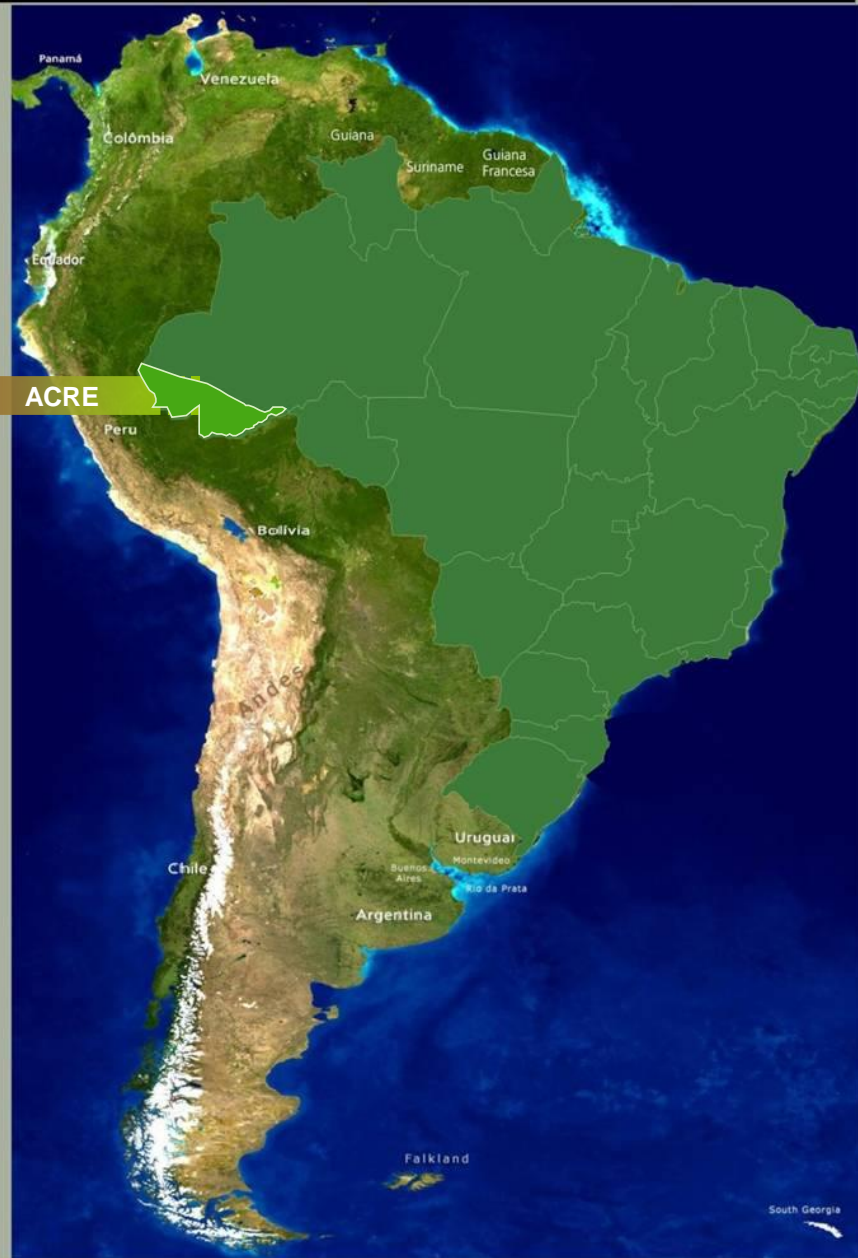 Panamá
Venezuela
Colômbia
Guiana
Suriname
Guiana
Francesa
Equador
ACRE
Peru
Bolívia
Andes
Uruguai
Chile
Buenos
Aires
Montevideo
Rio da Prata
Argentina
Falkland
South Georgia